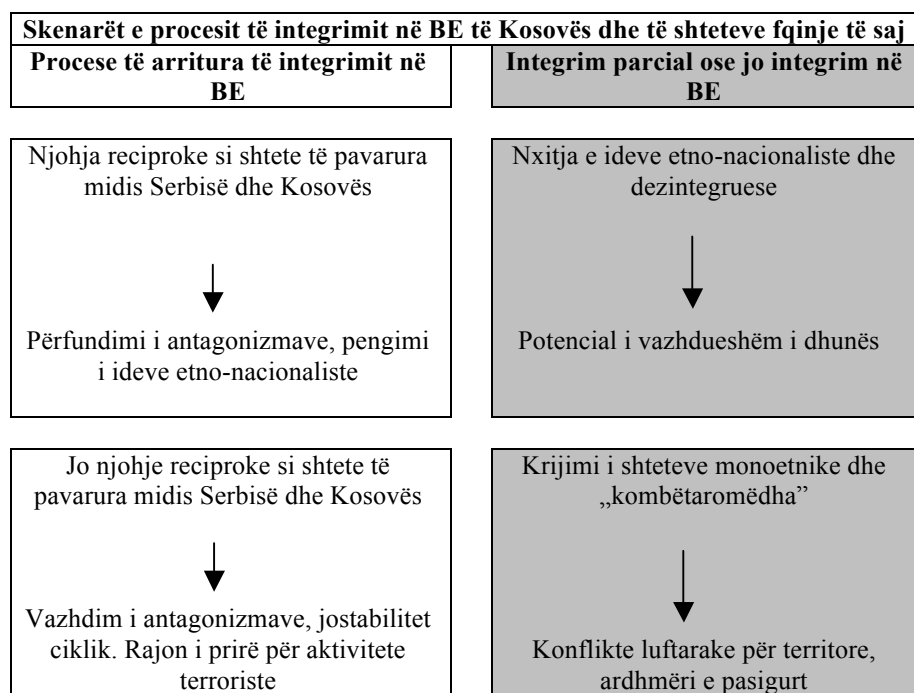 Skenarët e procesit të integrimit në BE të Kosovës dhe të shteteve fqinje të saj
Procese të arritura të integrimit në
BE
Integrim parcial ose jo integrim në
BE
Njohja reciproke si shtete të pavarura
midis Serbisë dhe Kosovës
Përfundimi i antagonizmave, pengimi
i ideve etno-nacionaliste
Nxitja e ideve etno-nacionaliste dhe
dezintegruese
Potencial i vazhdueshëm i dhunës
Jo njohje reciproke si shtete të
pavarura midis Serbisë dhe Kosovës
Vazhdim i antagonizmave, jostabilitet
ciklik. Rajon i prirë për aktivitete
terroriste
Krijimi i shteteve monoetnike dhe
„kombëtaromëdha”
Konflikte luftarake për territore,
ardhmëri e pasigurt